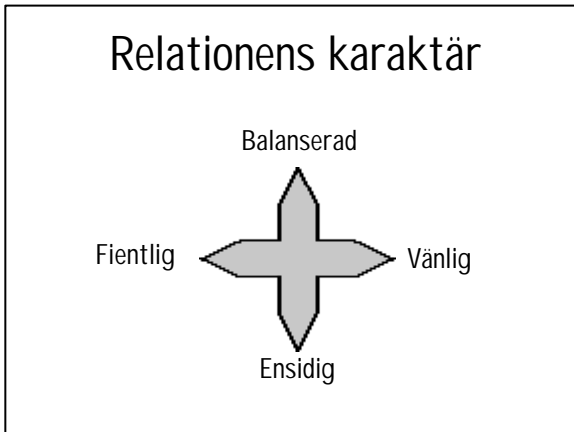 Relationens karaktär
Balanserad
Fientlig
Vänlig
Ensidig